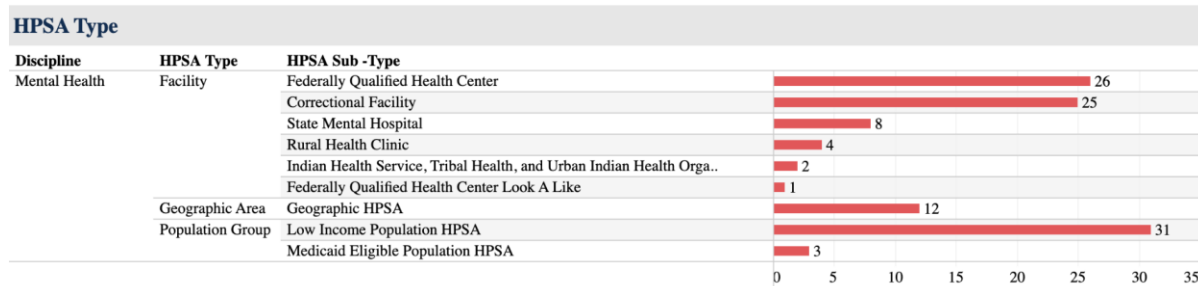 HPSA Type
Discipline HPSA Type HPSA Sub -Type
Mental Health Facility Federally Qualified Health Center 26
Correctional Facility 25
State Mental Hospital 8
Rural Health Clinic 4
Indian Health Service, Tribal Health, and Urban Indian Health Orga.. 2
Federally Qualified Health Center Look A Like 1
Geographic Area Geographic HPSA 12
Population Group Low Income Population HPSA 31
Medicaid Eligible Population HPSA 3
0 5 10 15 20 25 30 35